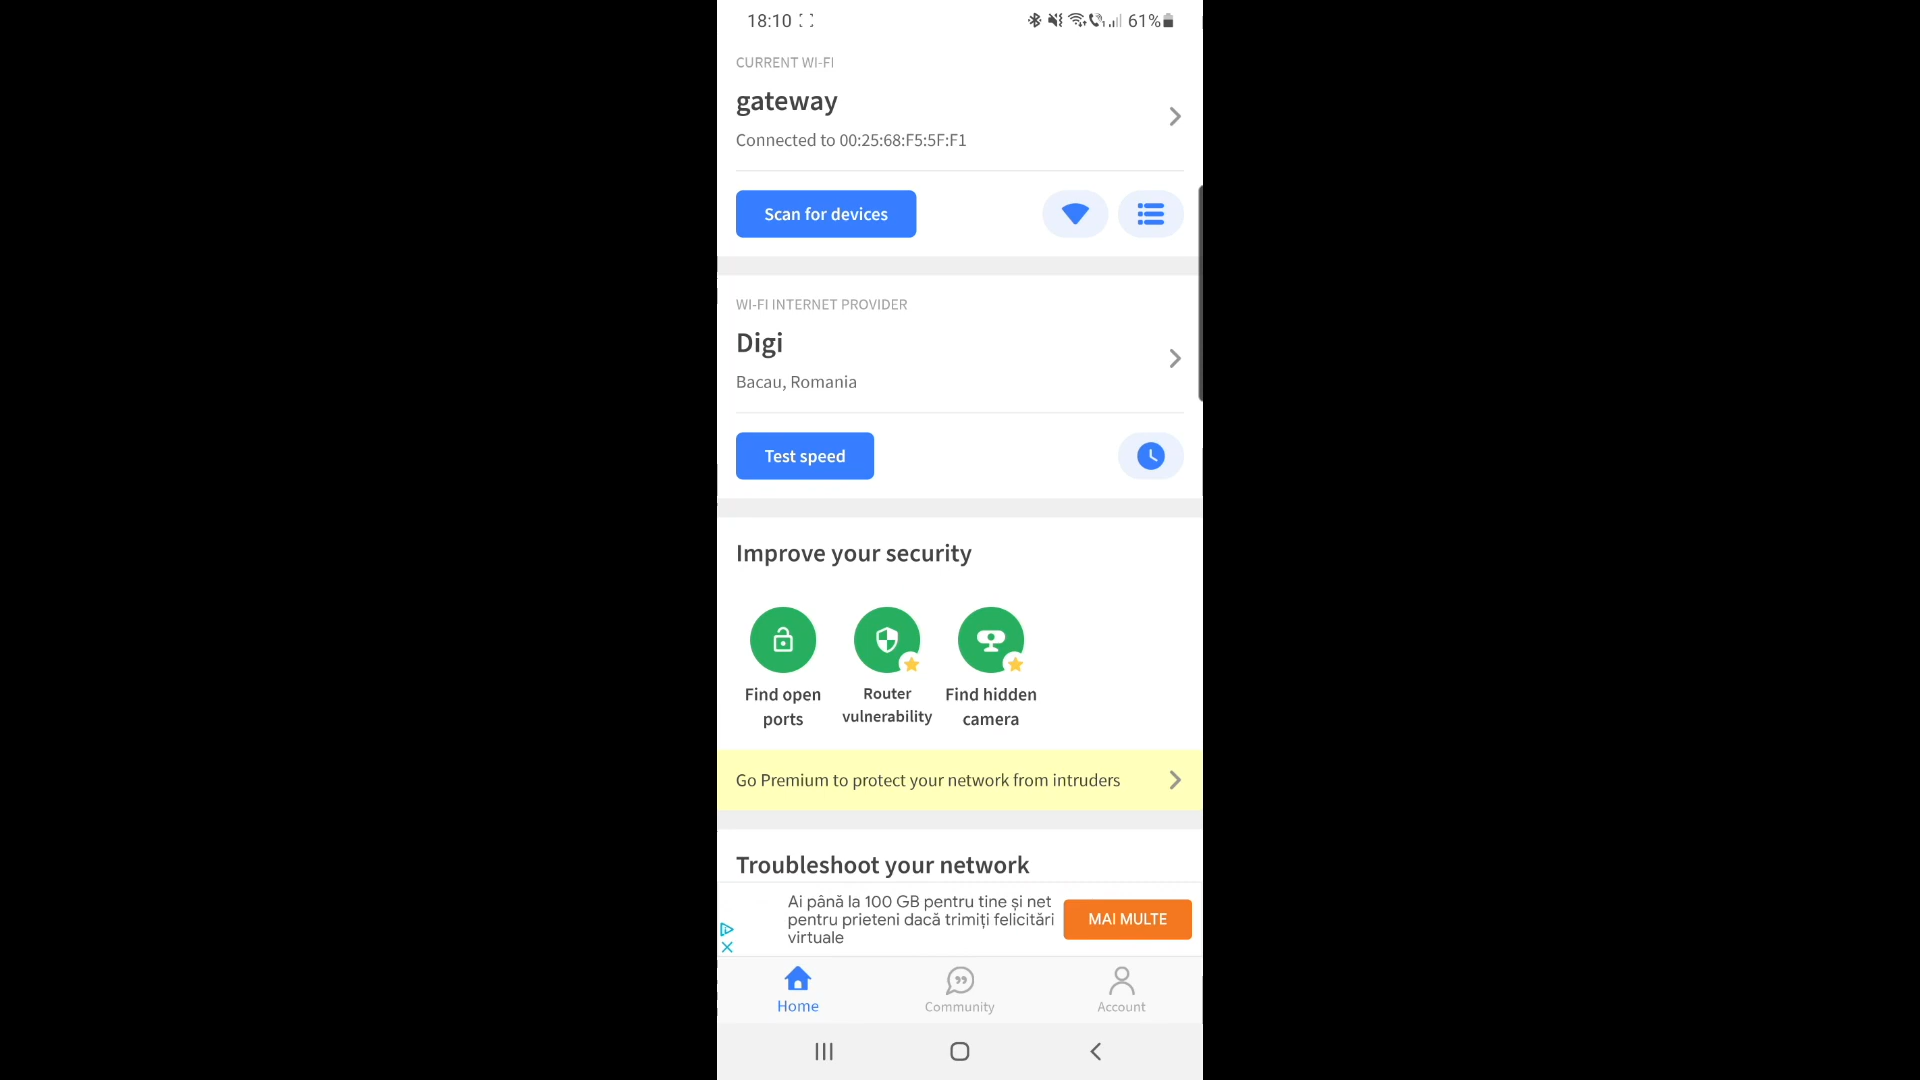 18:10
61%
CURRENT WI-FI
gateway
Connected to 00:25:68:F5:5F:F1
Scan for devices
WI-FI INTERNET PROVIDER
Digi
Bacau, Romania
Test speed
Improve your security
Find open
ports
Router
vulnerability
Find hidden
camera
Go Premium to protect your network from intruders
Troubleshoot your network
Ai până la 100 GB pentru tine și net
pentru prieteni dacă trimiți felicitări
virtuale
MAI MULTE
Home
Community
Account